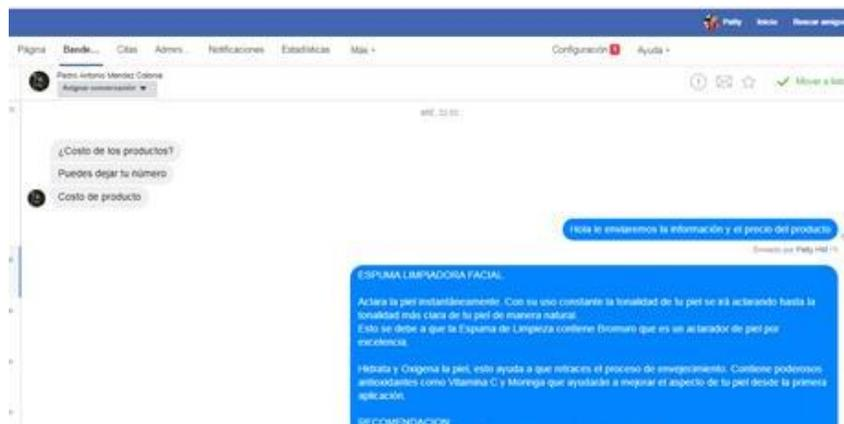 Patty Inicio Buscar amigos
Página Bande... Citas Admini... Notificaciones Estadísticas Más Configuración Ayuda
Pedro Antonio Mendez Colonia
Asignar conversación
Mover a listo
MIÉ, 22:03
¿Costo de los productos?
Puedes dejar tu número
Costo de producto
Hola le enviaremos la información y el precio del producto
Enviado por Patty Hill
ESPUMA LIMPIADORA FACIAL.
Aclara la piel instantáneamente. Con su uso constante la tonalidad de tu piel se irá aclarando hasta la
tonalidad más clara de tu piel de manera natural.
Esto se debe a que la Espuma de Limpieza contiene Bromuro que es un aclarador de piel por
excelencia.
Hidrata y Oxigena la piel, esto ayuda a que retraces el proceso de envejecimiento. Contiene poderosos
antioxidantes como Vitamina C y Moringa que ayudarán a mejorar el aspecto de tu piel desde la primera
aplicación.
RECOMENDACION